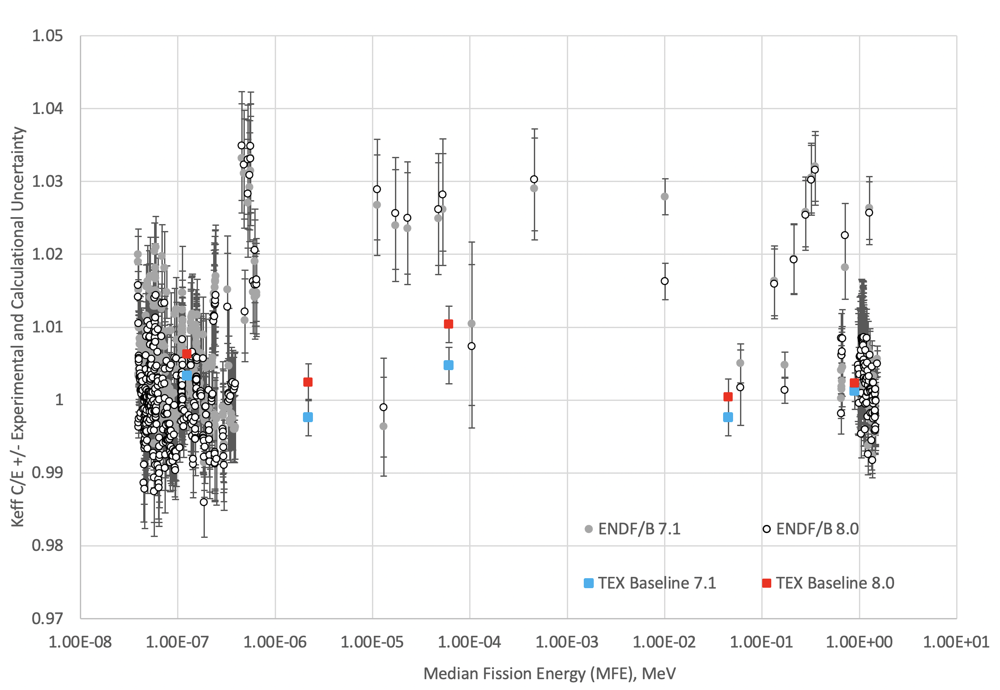 1.05
1.04
1.03
1.02
1.01
1
0.99
0.98
0.97
Keff C/E +/- Experimental and Calculational Uncertainty
ENDF/B 7.1
ENDF/B 8.0
TEX Baseline 7.1
TEX Baseline 8.0
1.00E-08 1.00E-07 1.00E-06 1.00E-05 1.00E-04 1.00E-03 1.00E-02 1.00E-01 1.00E+00 1.00E+01
Median Fission Energy (MFE), MeV